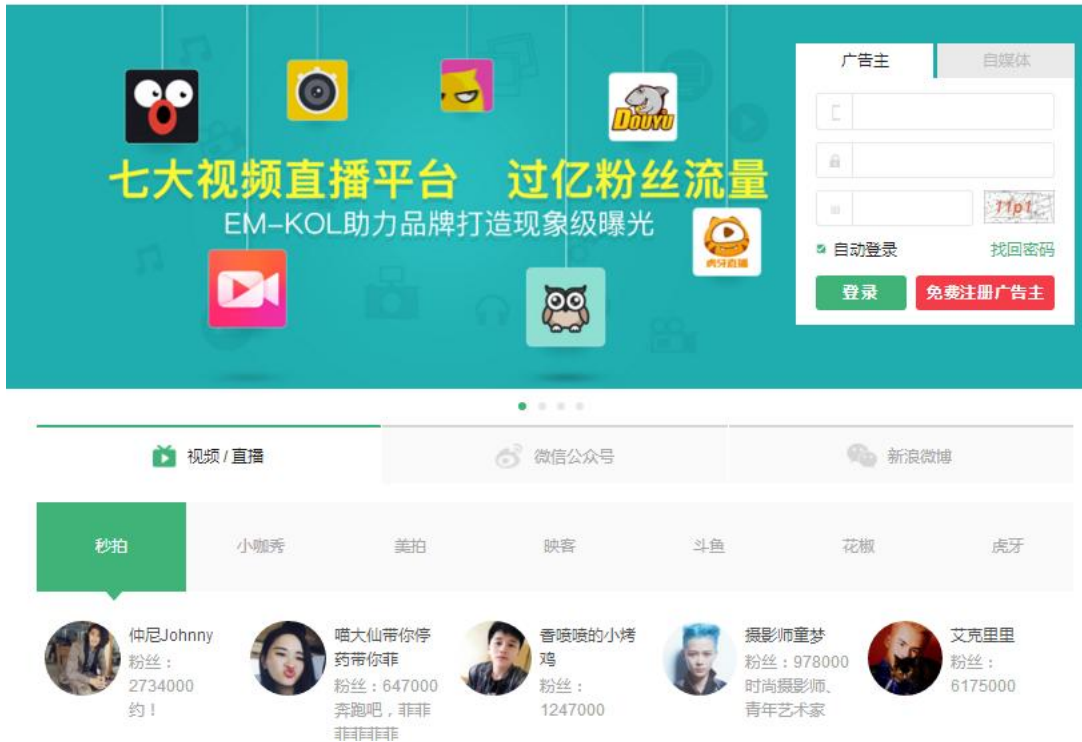 广告主
自媒体
DOUYU
七大视频直播平台 过亿粉丝流量
EM-KOL助力品牌打造现象级曝光
虎牙直播
11p1
自动登录
找回密码
登录
免费注册广告主
视频 / 直播
微信公众号
新浪微博
秒拍
小咖秀
美拍
映客
斗鱼
花椒
虎牙
仲尼Johnny
粉丝：
2734000
约！
喵大仙带你停
药带你菲
粉丝：647000
奔跑吧，菲菲
菲菲菲菲
香喷喷的小烤
鸡
粉丝：
1247000
摄影师童梦
粉丝：978000
时尚摄影师、
青年艺术家
艾克里里
粉丝：
6175000